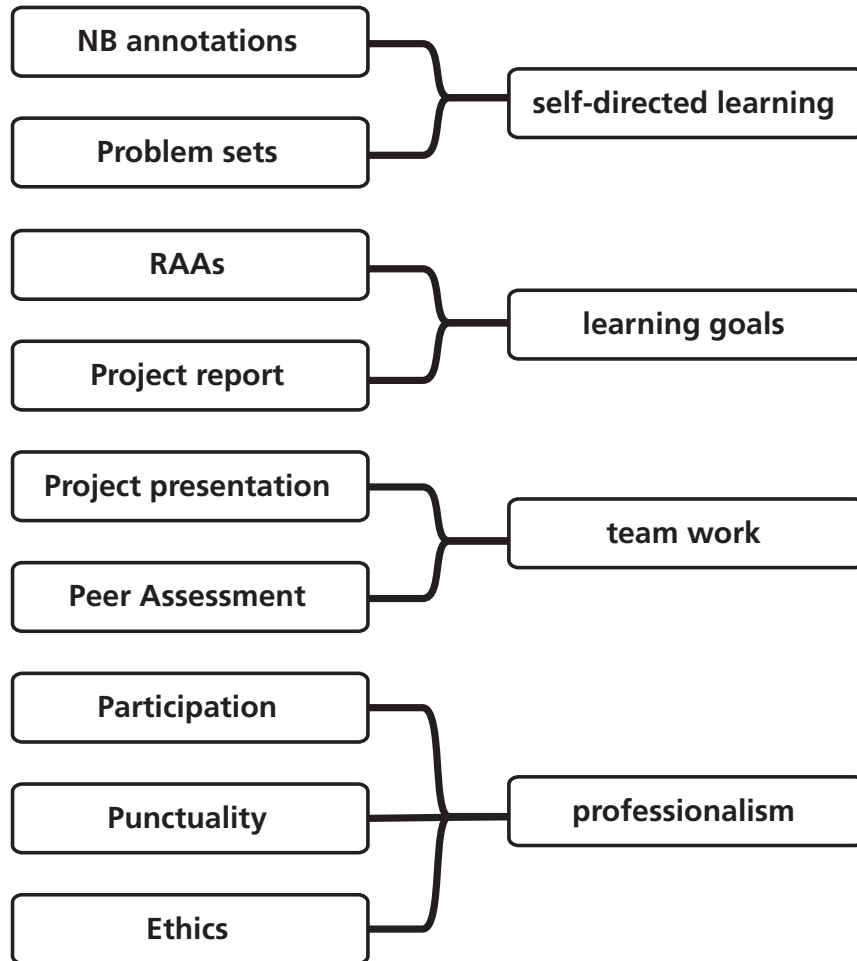 NB annotations
Problem sets
self-directed learning
RAAs
Project report
learning goals
Project presentation
Peer Assessment
team work
Participation
Punctuality
Ethics
professionalism